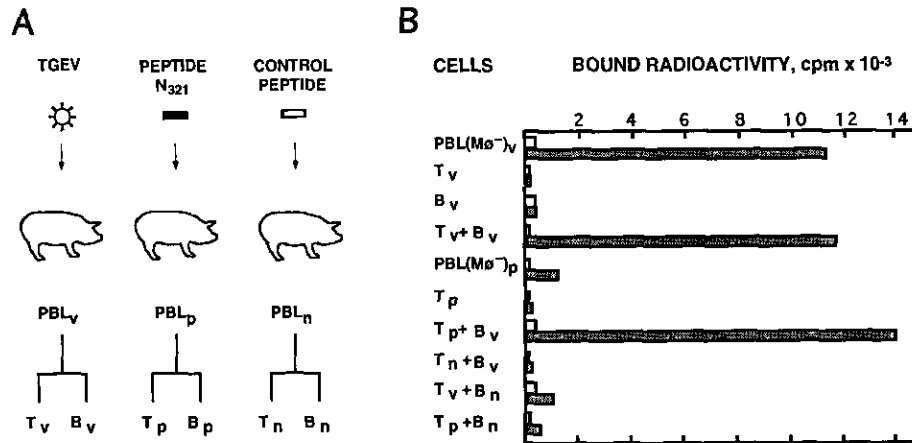 A
TGEV
PEPTIDE
N321
CONTROL
PEPTIDE
PBLv
PBLp
PBLn
Tv Bv
Tp Bp
Tn Bn
B
CELLS
BOUND RADIOACTIVITY, cpm x 10-3
2 4 6 8 10 12 14
PBL(Mø−)v
Tv
Bv
Tv+ Bv
PBL(Mø−)p
Tp
Tp+ Bv
Tn +Bv
Tv +Bn
Tp +Bn